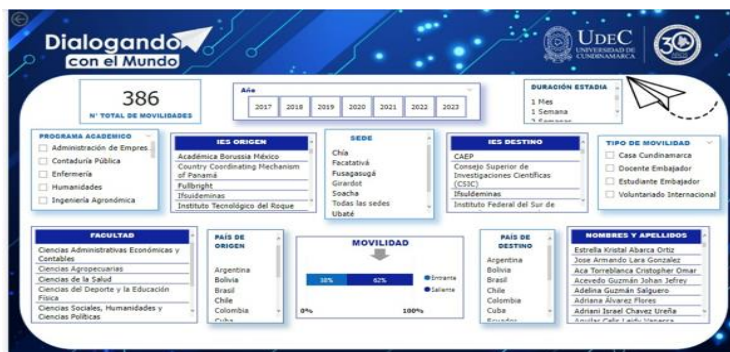 Dialogando
con el Mundo
UDEC
UNIVERSIDAD DE
CUNDINAMARCA
386
N° TOTAL DE MOVILIDADES
Año
2017 2018 2019 2020 2021 2022 2023
DURACIÓN ESTADIA
1 Mes
1 Semana
2 Semanas
PROGRAMA ACADEMICO
Administración de Empres
Contaduría Pública
Enfermería
Humanidades
Ingeniería Agronómica
IES ORIGEN
Académica Borussia México
Country Coordinating Mechanism
of Panamá
Fullbright
Ifsuldeminas
Instituto Tecnológico del Roque
SEDE
Chía
Facatativá
Fusagasugá
Girardot
Soacha
Todas las sedes
Ubaté
IES DESTINO
CAEP
Consejo Superior de
Investigaciones Científicas
(CSIC)
Ifsuldeminas
Instituto Federal del Sur de
TIPO DE MOVILIDAD
Casa Cundinamarca
Docente Embajador
Estudiante Embajador
Voluntariado Internacional
FACULTAD
Ciencias Administrativas Económicas y
Contables
Ciencias Agropecuarias
Ciencias de la Salud
Ciencias del Deporte y la Educación
Física
Ciencias Sociales, Humanidades y
Ciencias Políticas
PAÍS DE
ORIGEN
Argentina
Bolivia
Brasil
Chile
Colombia
Cuba
MOVILIDAD
38% 62%
Entrante
Saliente
0% 100%
PAÍS DE
DESTINO
Argentina
Bolivia
Brasil
Chile
Colombia
Cuba
Ecuador
NOMBRES Y APELLIDOS
Estrella Kristal Abarca Ortiz
Jose Armando Lara Gonzalez
Aca Torreblanca Cristopher Omar
Acevedo Guzmán Johan Jefrey
Adelina Guzmán Salguero
Adriana Álvarez Flores
Adriani Israel Chavez Ureña